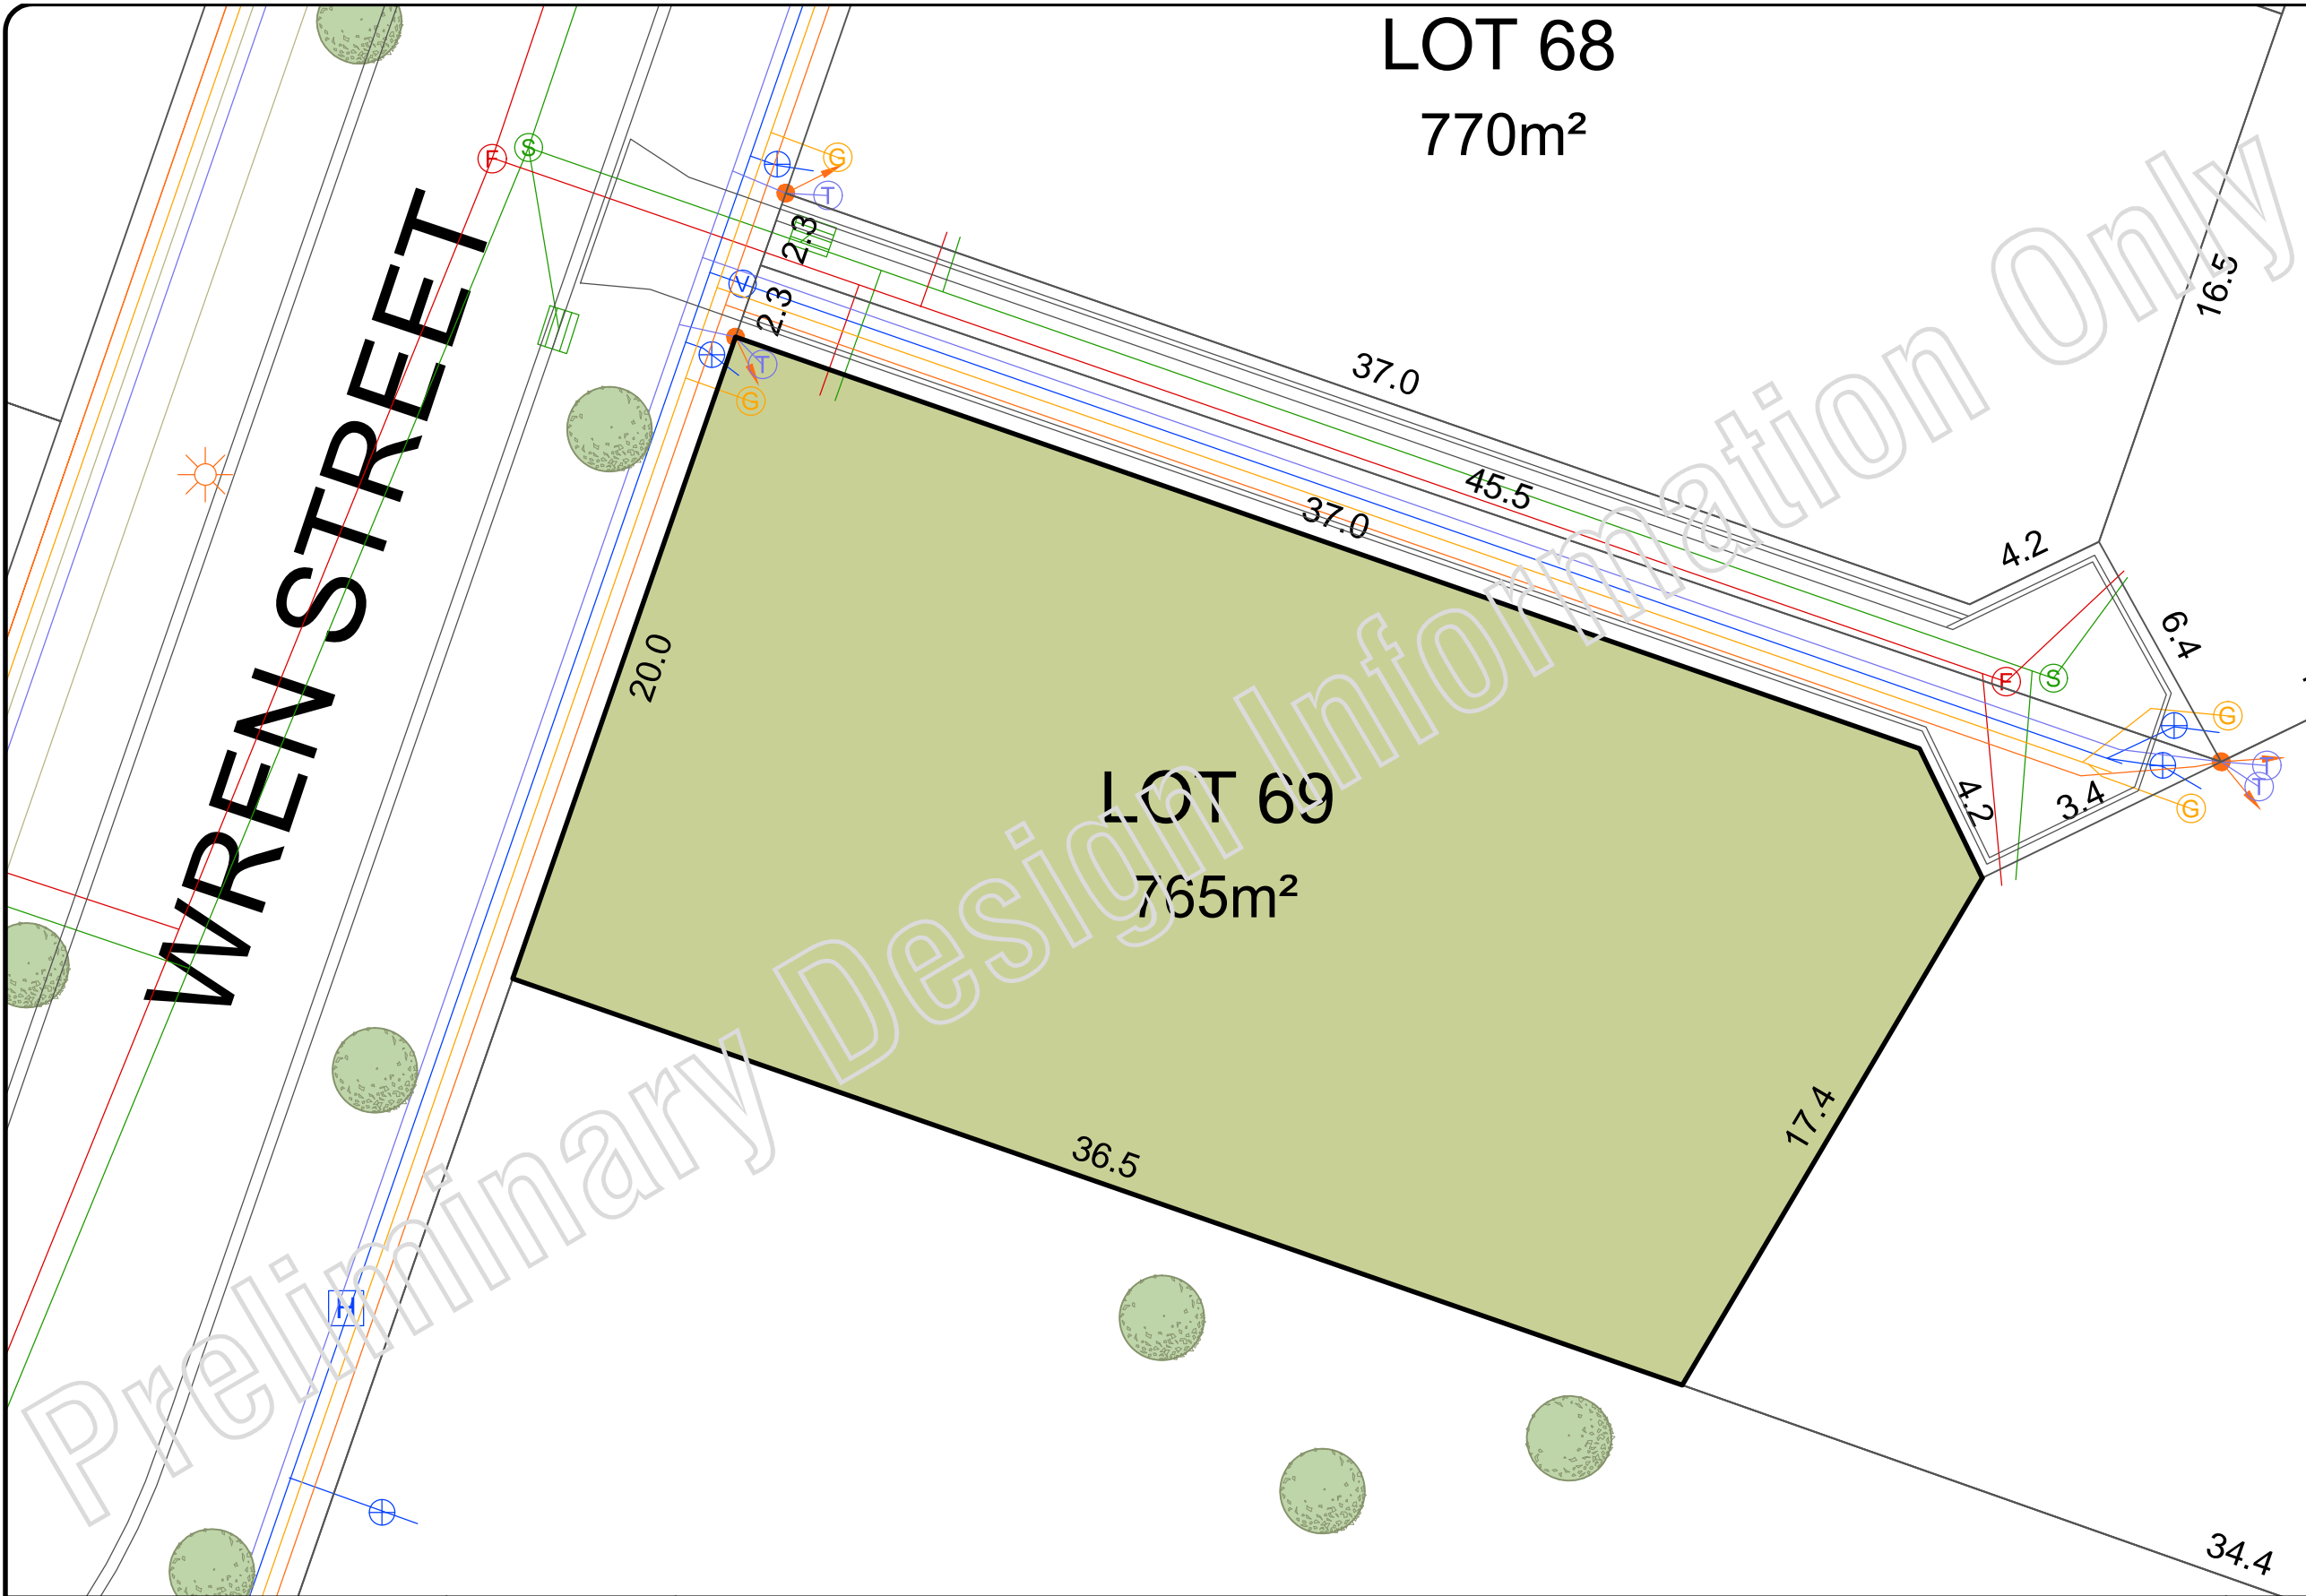 LOT 68
770m²
16.5
F
S
G
T
2.3
V
2.3
T
G
WREN STREET
37.0
45.5
37.0
4.2
6.4
20.0
F
S
G
T
T
G
4.2
3.4
LOT 69
765m²
17.4
36.5
H
34.4
Preliminary Design Information Only